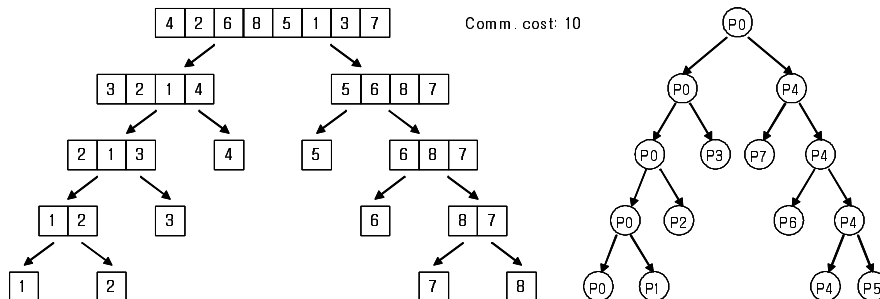 4 2 6 8 5 1 3 7
Comm. cost: 10
P0
3 2 1 4
5 6 8 7
P0
P4
2 1 3
4
5
6 8 7
P0
P3
P7
P4
1 2
3
6
8 7
P0
P2
P6
P4
1
2
7
8
P0
P1
P4
P5